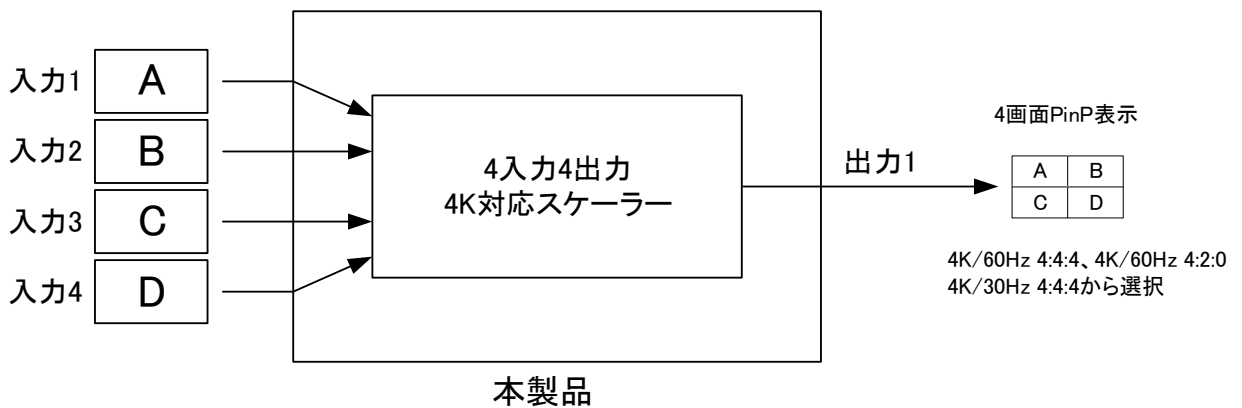 入力1
A
入力2
B
入力3
C
入力4
D
4入力4出力
4K対応スケーラー
本製品
出力1
4画面PinP表示
A B
C D
4K/60Hz 4:4:4、4K/60Hz 4:2:0
4K/30Hz 4:4:4から選択